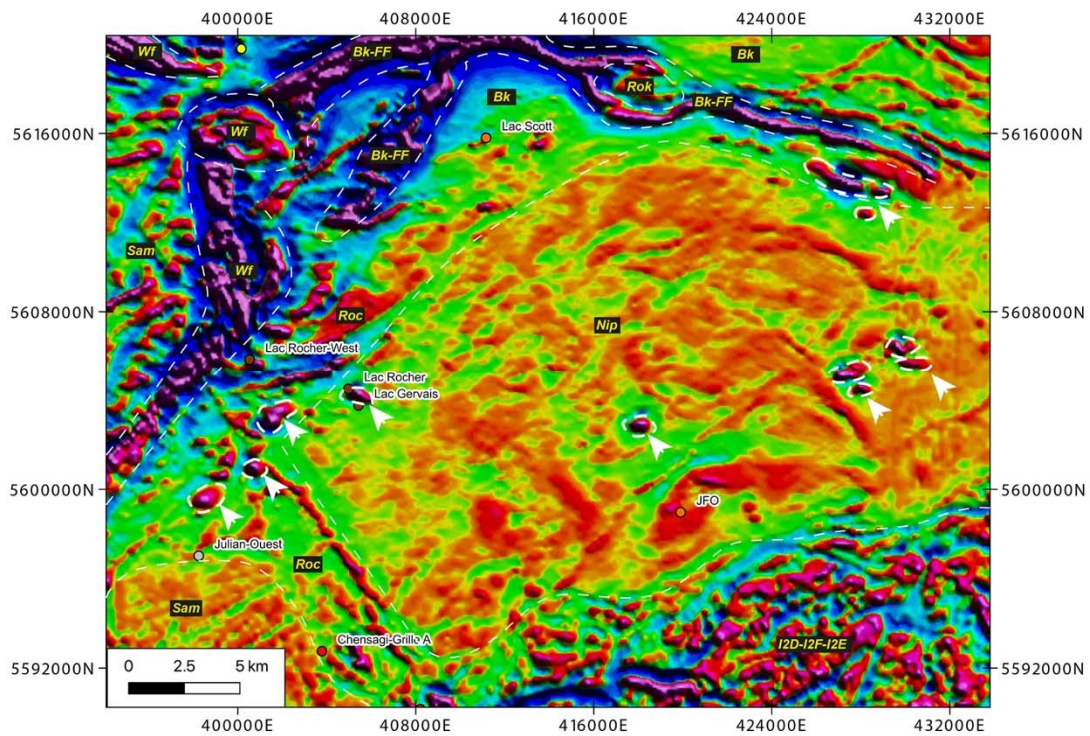 400000E 408000E 416000E 424000E 432000E
Wf Bk-FF Bk
Rok
Bk Bk-FF
5616000N Wf Lac Scott 5616000N
Bk-FF
Sam
Wf
5608000N Roc Nip 5608000N
Lac Rocher-West
Lac Rocher
Lac Gervais
5600000N 5600000N
JFO
Julian-Ouest
Roc
Sam
Chensagi-Grille A I2D-I2F-I2E
0 2.5 5 km
5592000N 5592000N
400000E 408000E 416000E 424000E 432000E